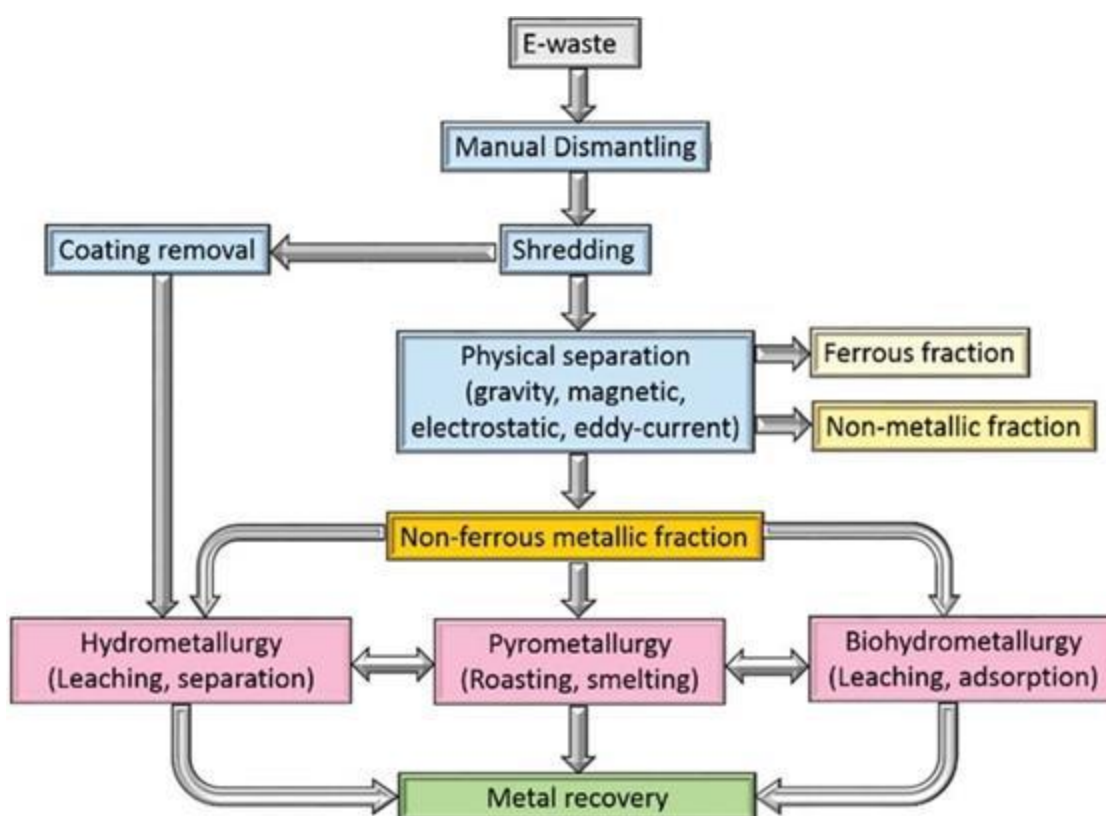 E-waste
Manual Dismantling
Coating removal
Shredding
Physical separation
(gravity, magnetic,
electrostatic, eddy-current)
Ferrous fraction
Non-metallic fraction
Non-ferrous metallic fraction
Hydrometallurgy
(Leaching, separation)
Pyrometallurgy
(Roasting, smelting)
Biohydrometallurgy
(Leaching, adsorption)
Metal recovery